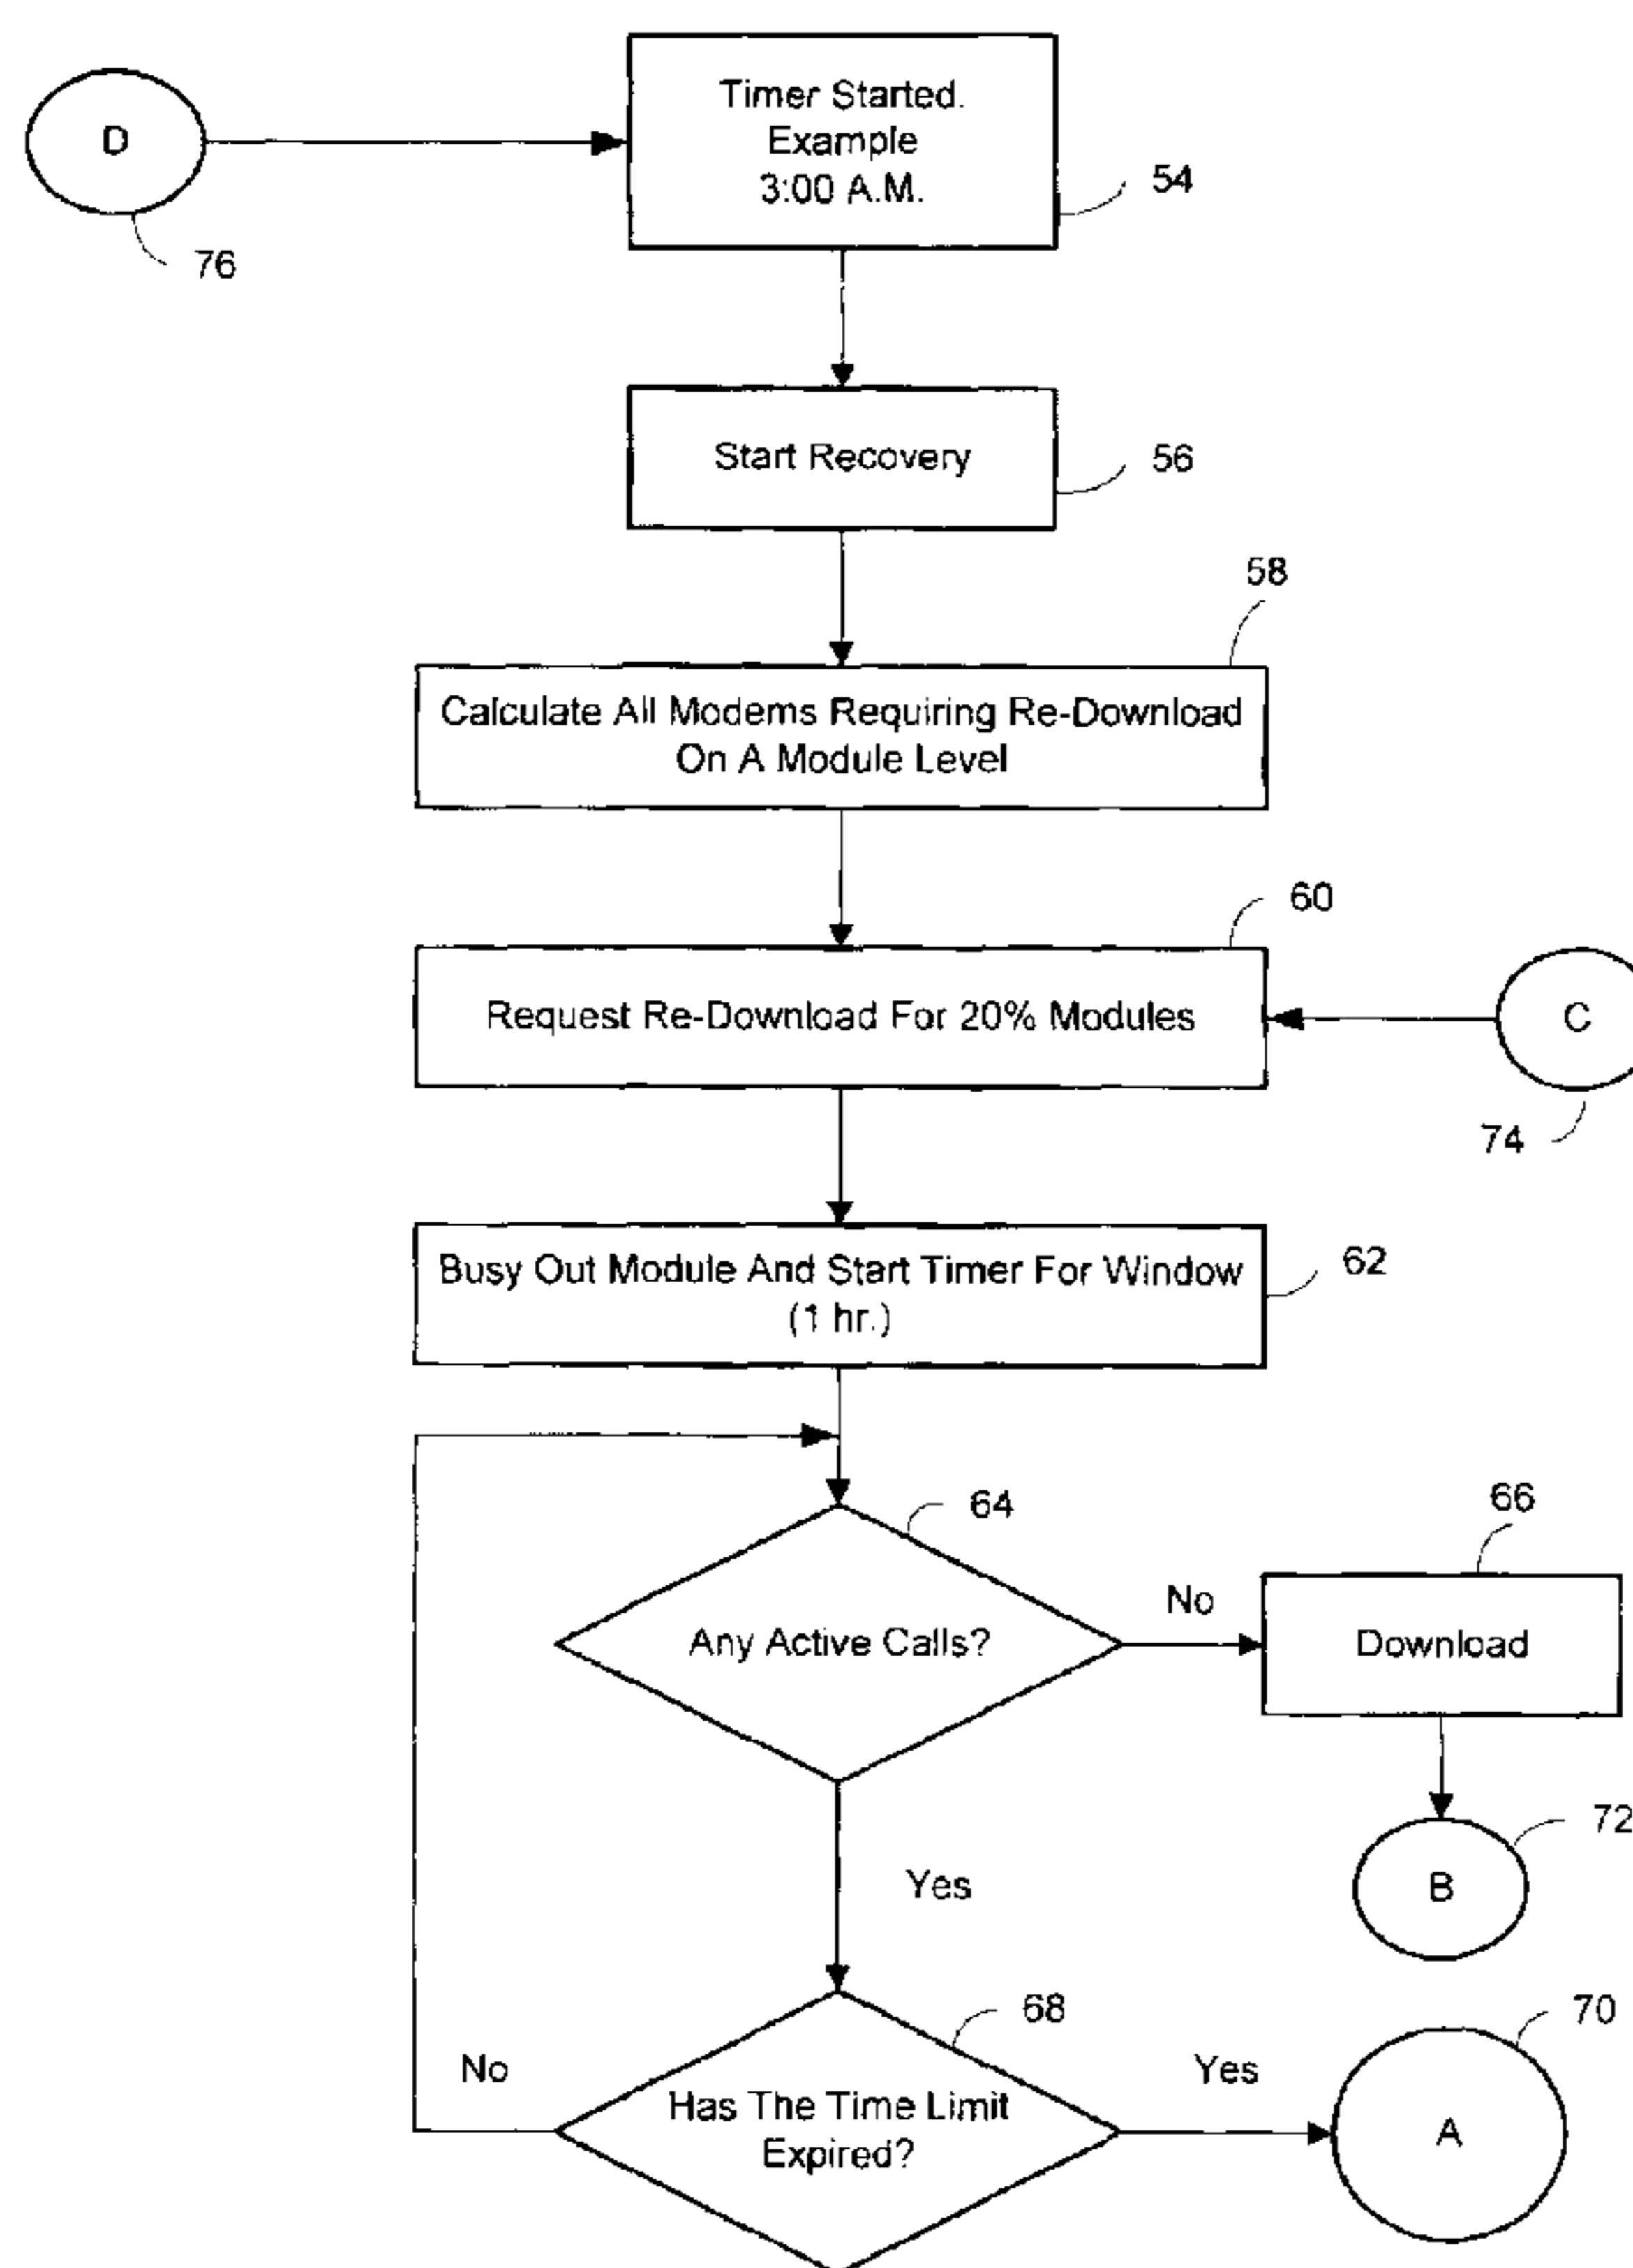 D
76
Timer Started.
Example
3:00 A.M.
54
Start Recovery
56
58
Calculate All Modems Requiring Re-Download
On A Module Level
60
Request Re-Download For 20% Modules
C
74
Busy Out Module And Start Timer For Window
(1 hr.)
62
64
Any Active Calls?
No
66
Download
72
B
Yes
68
Has The Time Limit
Expired?
No
Yes
70
A